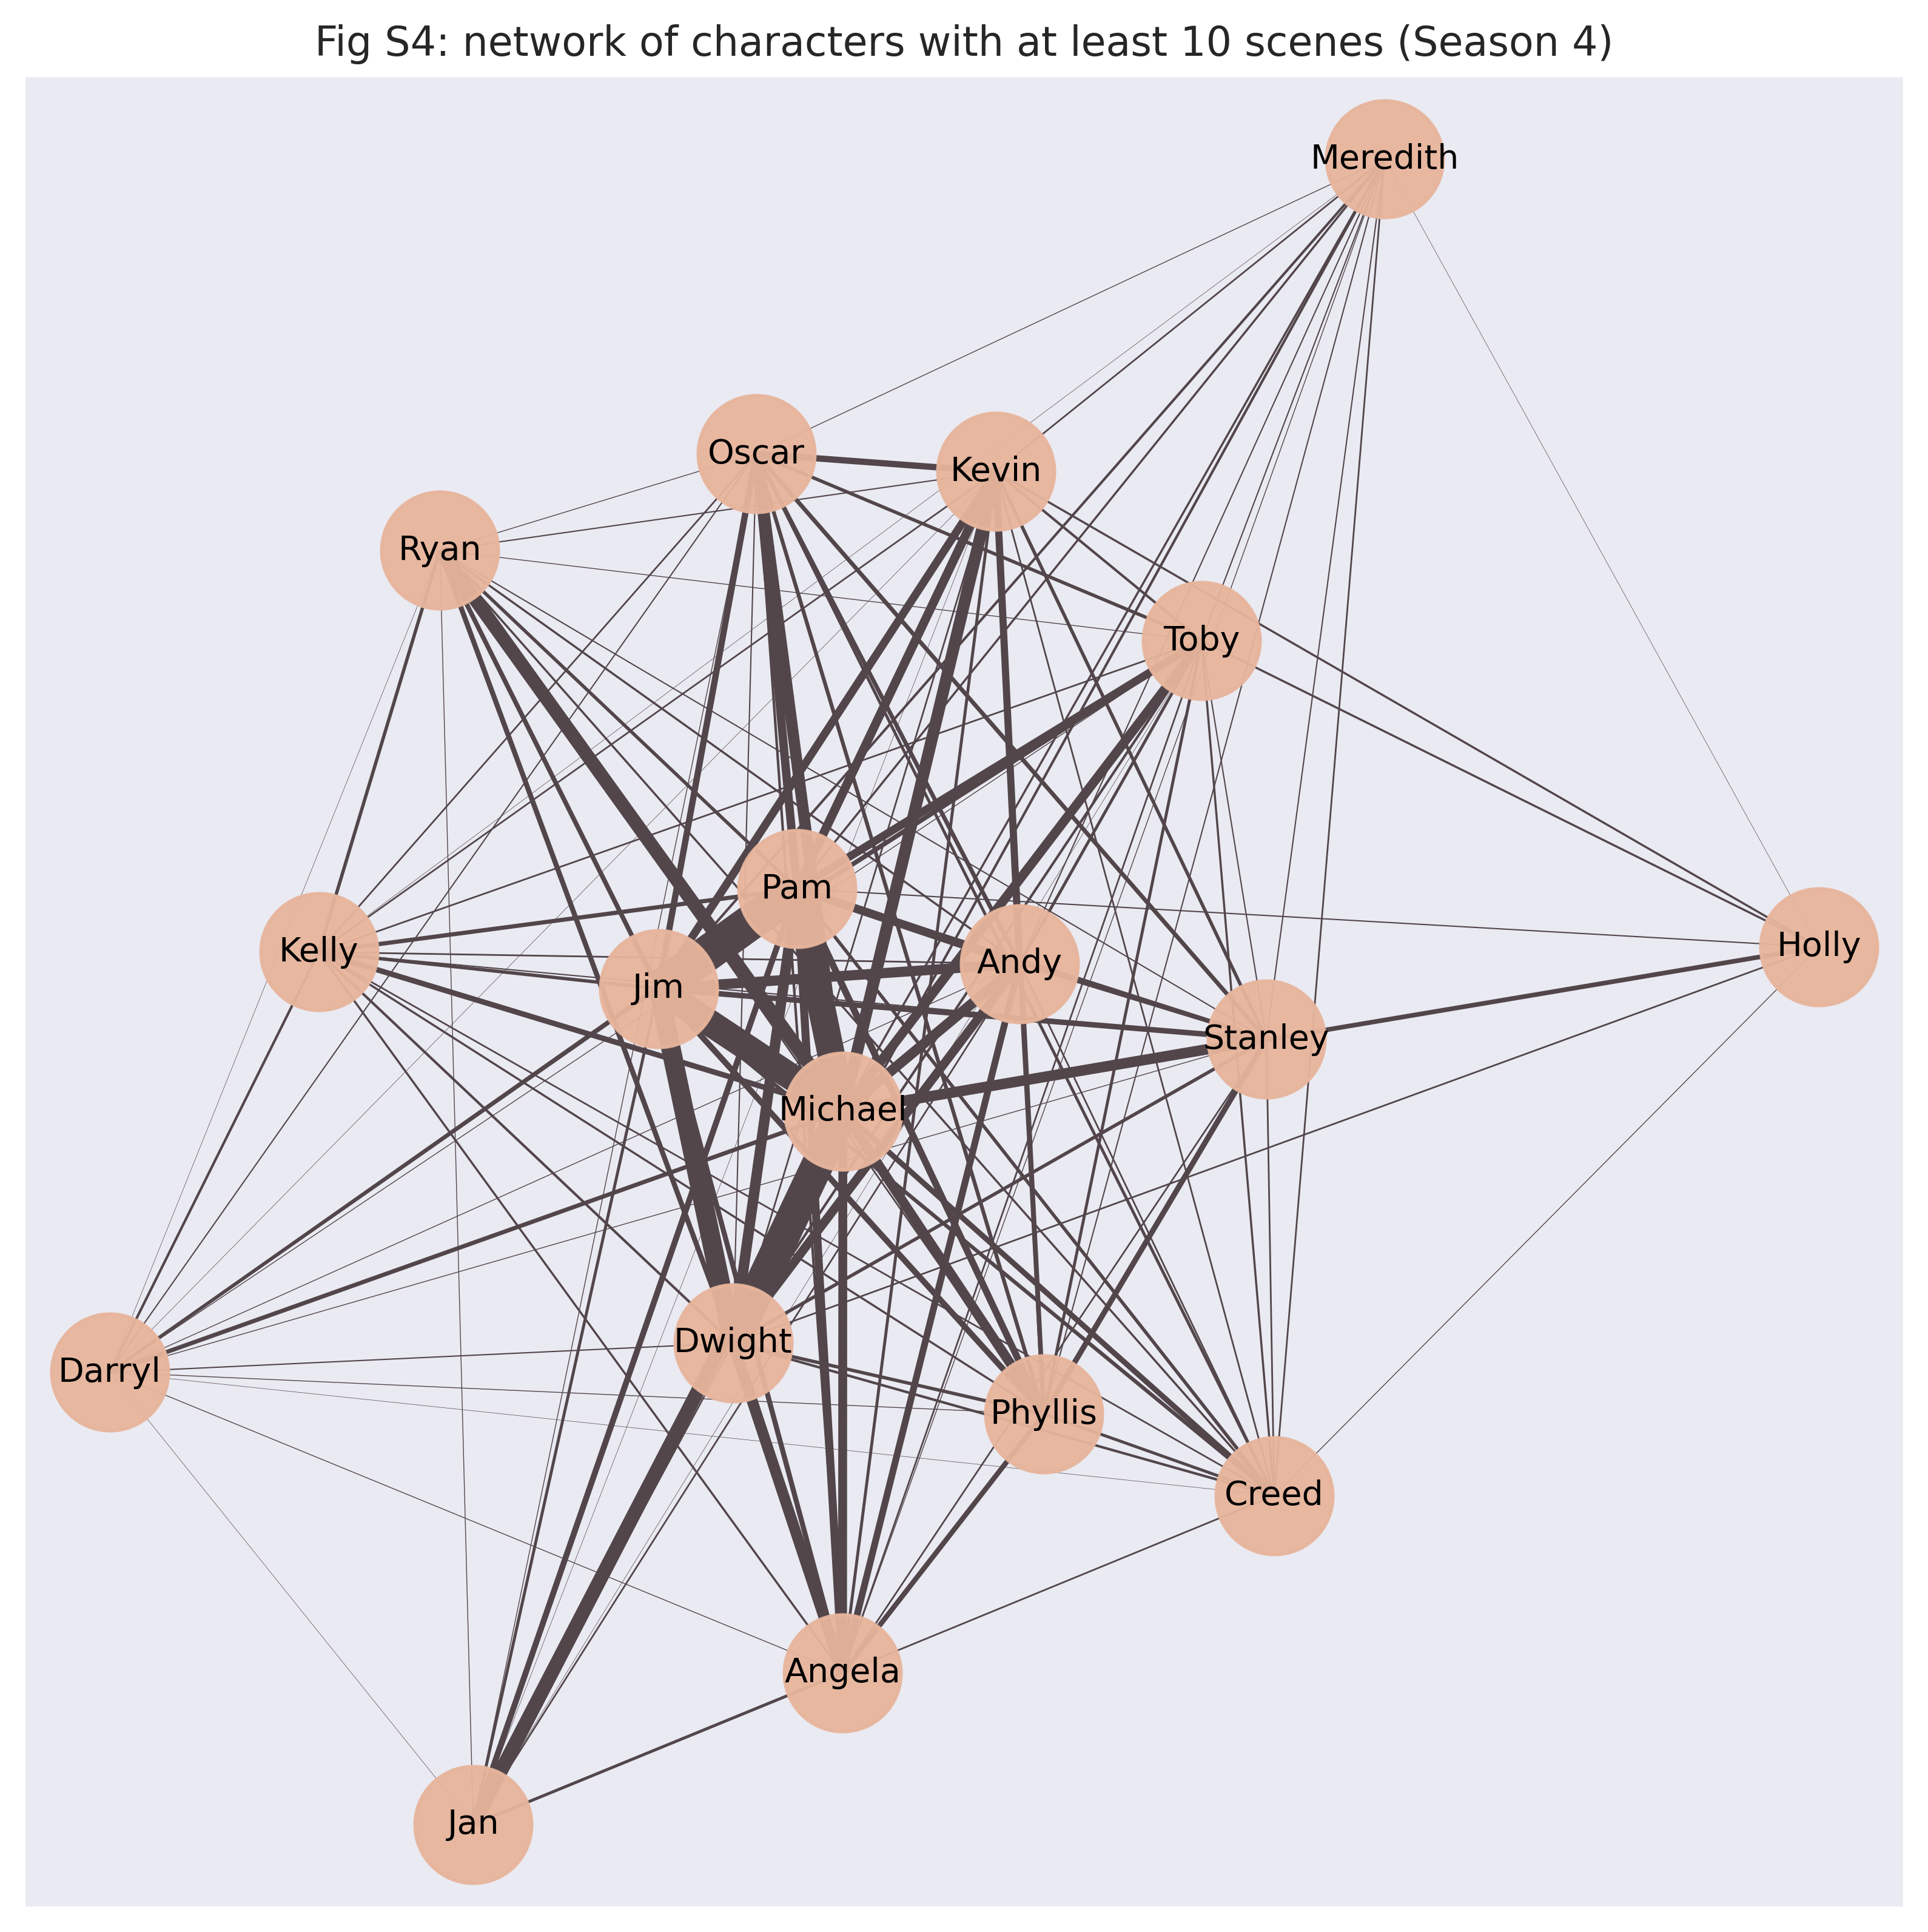 Fig S4: network of characters with at least 10 scenes (Season 4)
Meredith
Oscar
Kevin
Ryan
Toby
Pam
Kelly
Andy
Holly
Jim
Stanley
Michael
Dwight
Darryl
Phyllis
Creed
Angela
Jan